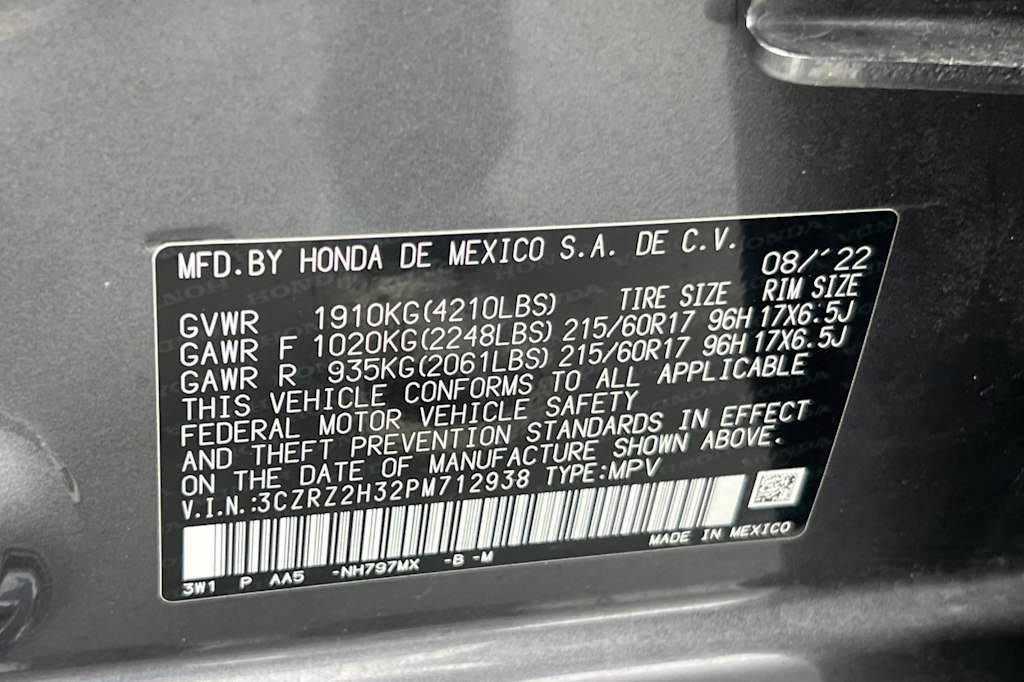 MFD.BY HONDA DE MEXICO S.A. DE C.V.
08/'22
TIRE SIZE RIM SIZE
GVWR 1910KG(4210LBS)
GAWR F 1020KG(2248LBS) 215/60R17 96H 17X6.5J
GAWR R 935KG(2061LBS) 215/60R17 96H 17X6.5J
THIS VEHICLE CONFORMS TO ALL APPLICABLE
FEDERAL MOTOR VEHICLE SAFETY
AND THEFT PREVENTION STANDARDS IN EFFECT
ON THE DATE OF MANUFACTURE SHOWN ABOVE.
V.I.N.:3CZRZ2H32PM712938 TYPE:MPV
MADE IN MEXICO
3W1 P AA5 -NH797MX -B -M